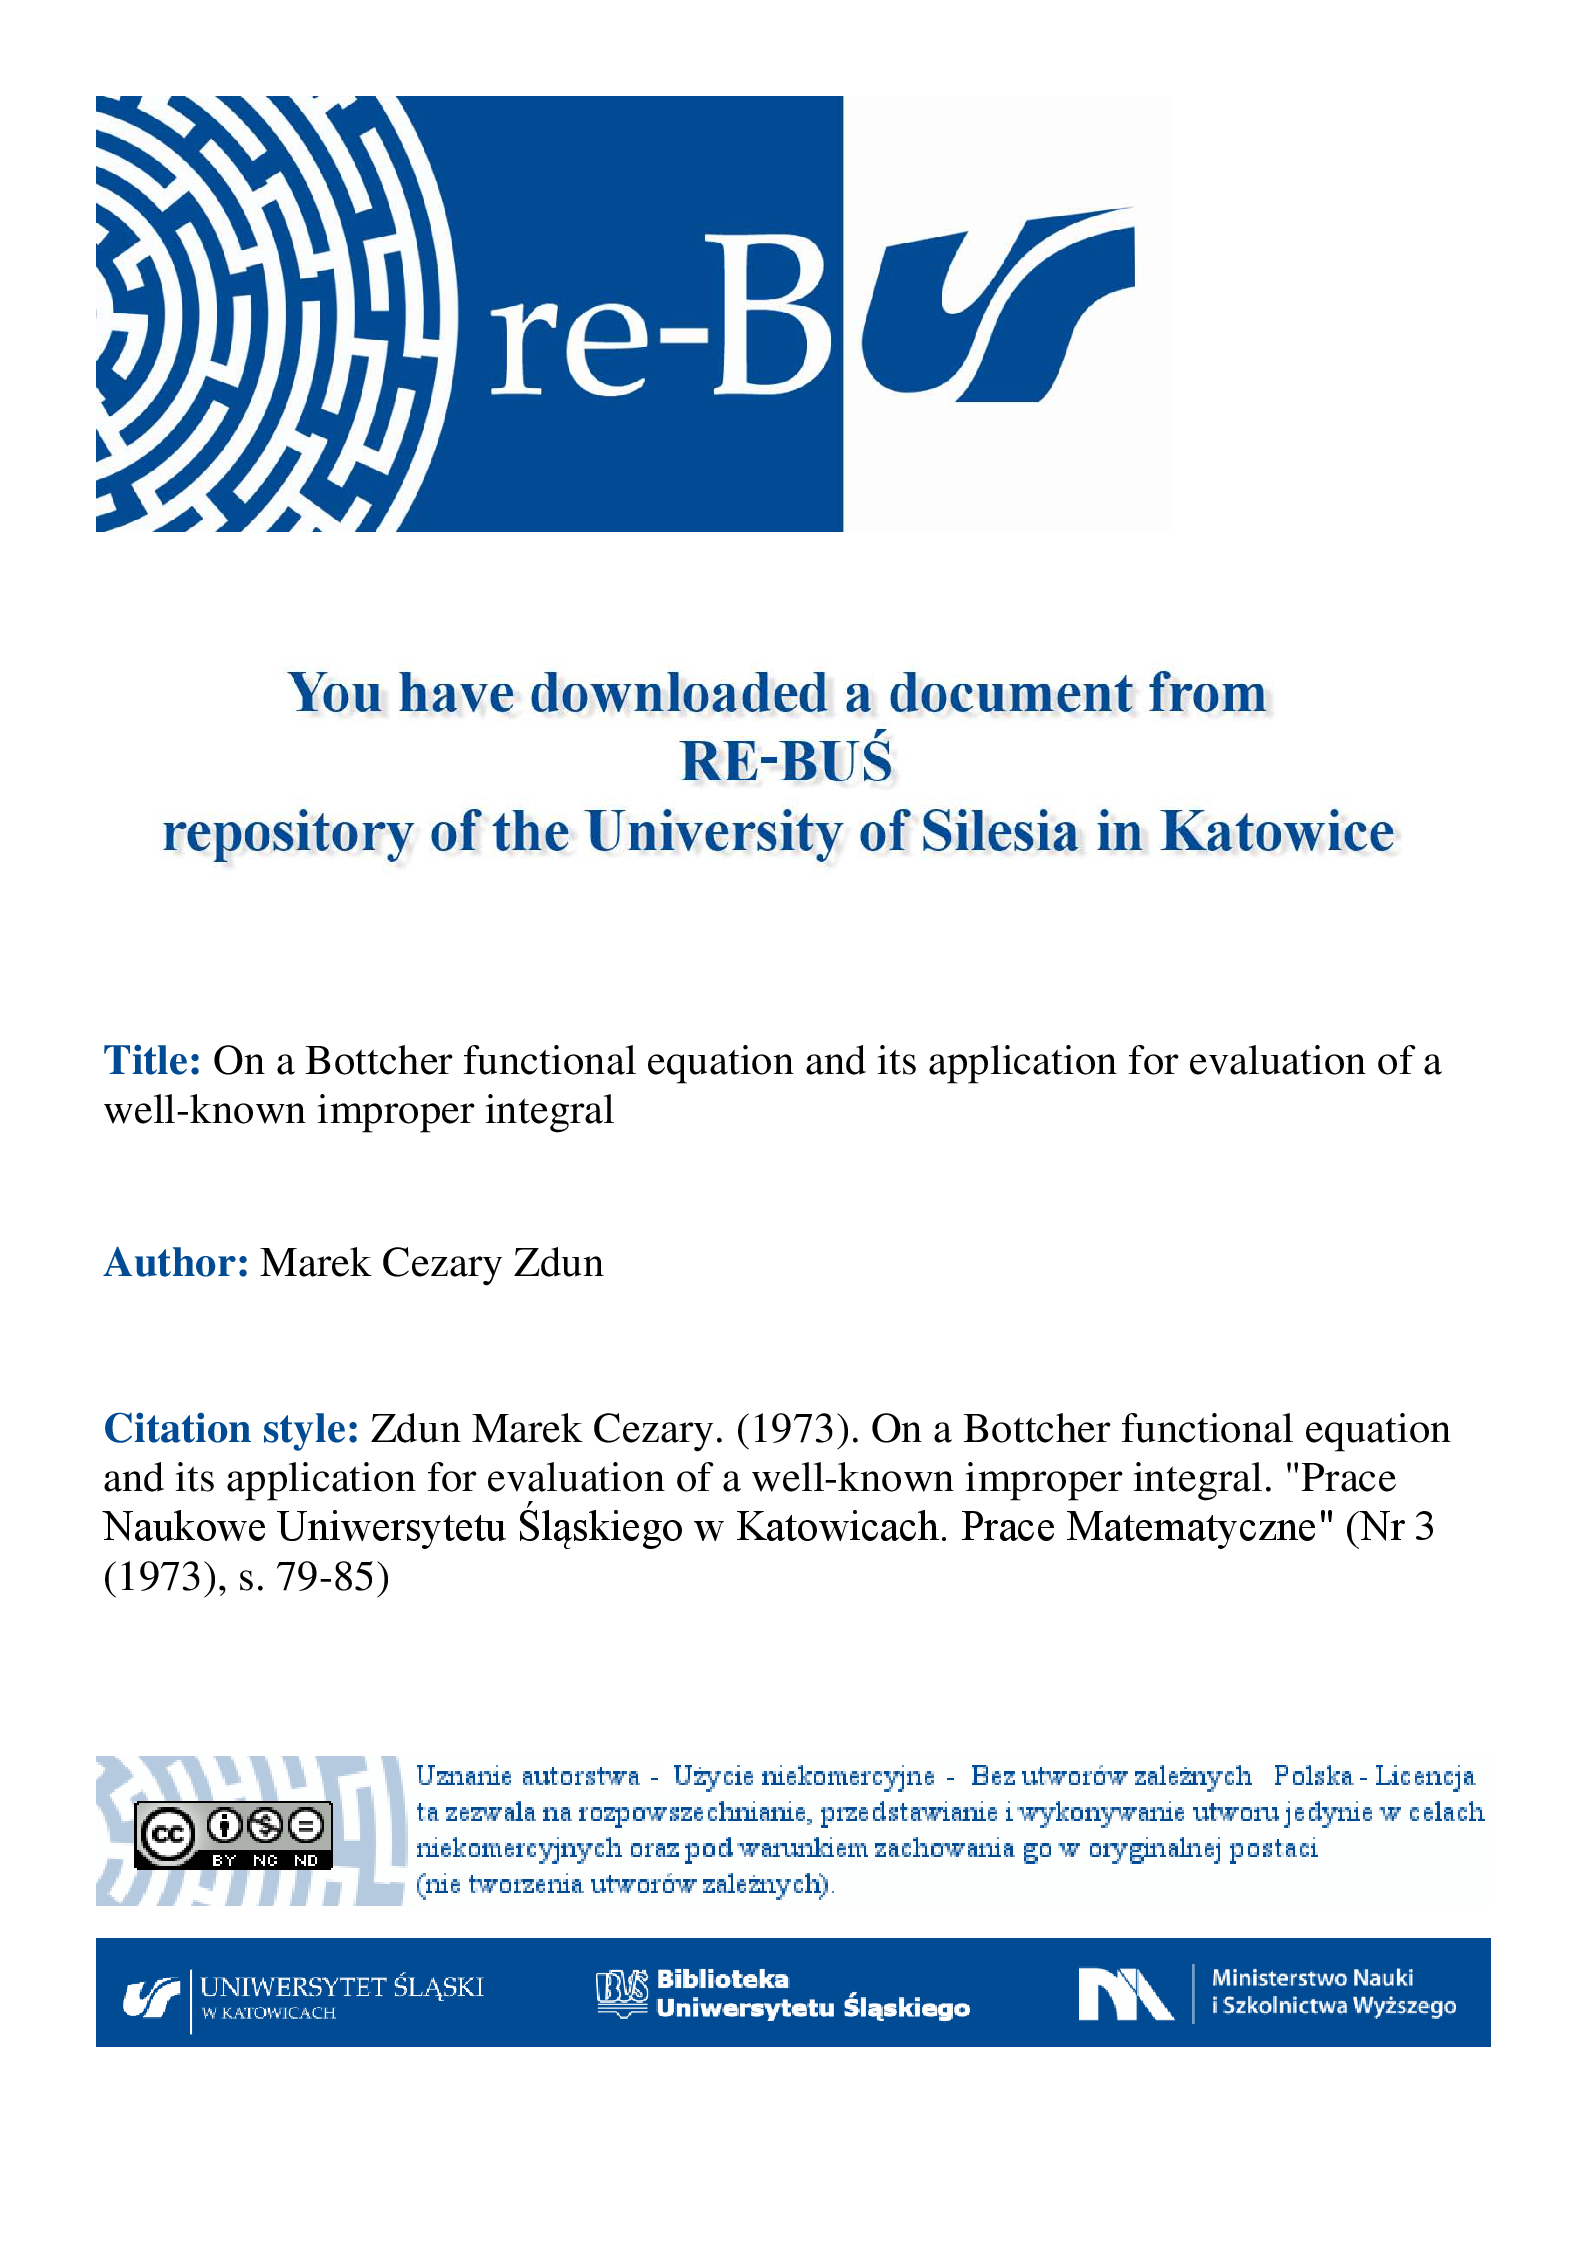 re-B
You have downloaded a document from
RE-BUŚ
repository of the University of Silesia in Katowice
Title: On a Bottcher functional equation and its application for evaluation of a
well-known improper integral
Author: Marek Cezary Zdun
Citation style: Zdun Marek Cezary. (1973). On a Bottcher functional equation
and its application for evaluation of a well-known improper integral. "Prace
Naukowe Uniwersytetu Śląskiego w Katowicach. Prace Matematyczne" (Nr 3
(1973), s. 79-85)
Uznanie autorstwa - Użycie niekomercyjne - Bez utworów zależnych Polska - Licencja
ta zezwala na rozpowszechnianie, przedstawianie i wykonywanie utworu jedynie w celach
niekomercyjnych oraz pod warunkiem zachowania go w oryginalnej postaci
(nie tworzenia utworów zależnych).
cc
BY NC ND
UNIWERSYTET ŚLĄSKI
W KATOWICACH
BUŚ
Biblioteka
Uniwersytetu Śląskiego
Ministerstwo Nauki
i Szkolnictwa Wyższego